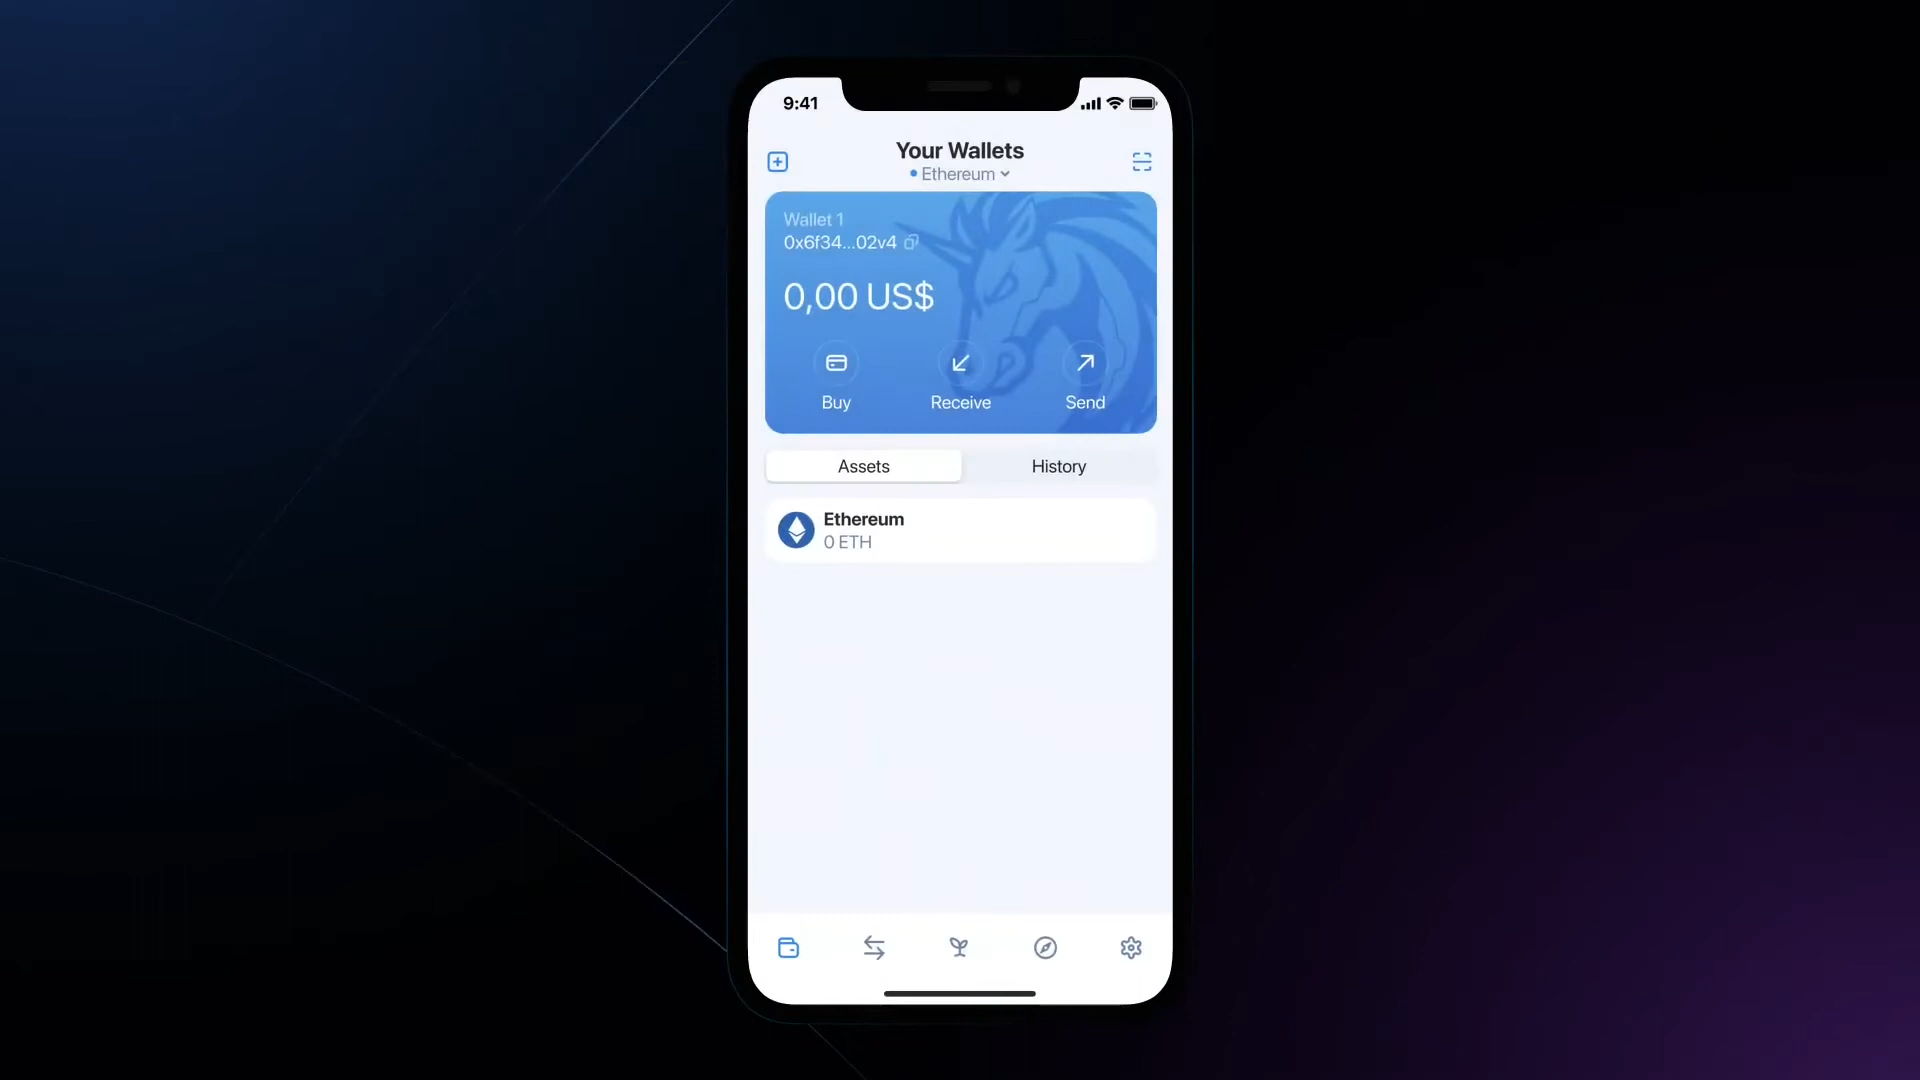 9:41
Your Wallets
Ethereum
Wallet 1
0x6f34...02v4
0,00 US$
Buy
Receive
Send
Assets
History
Ethereum
0 ETH